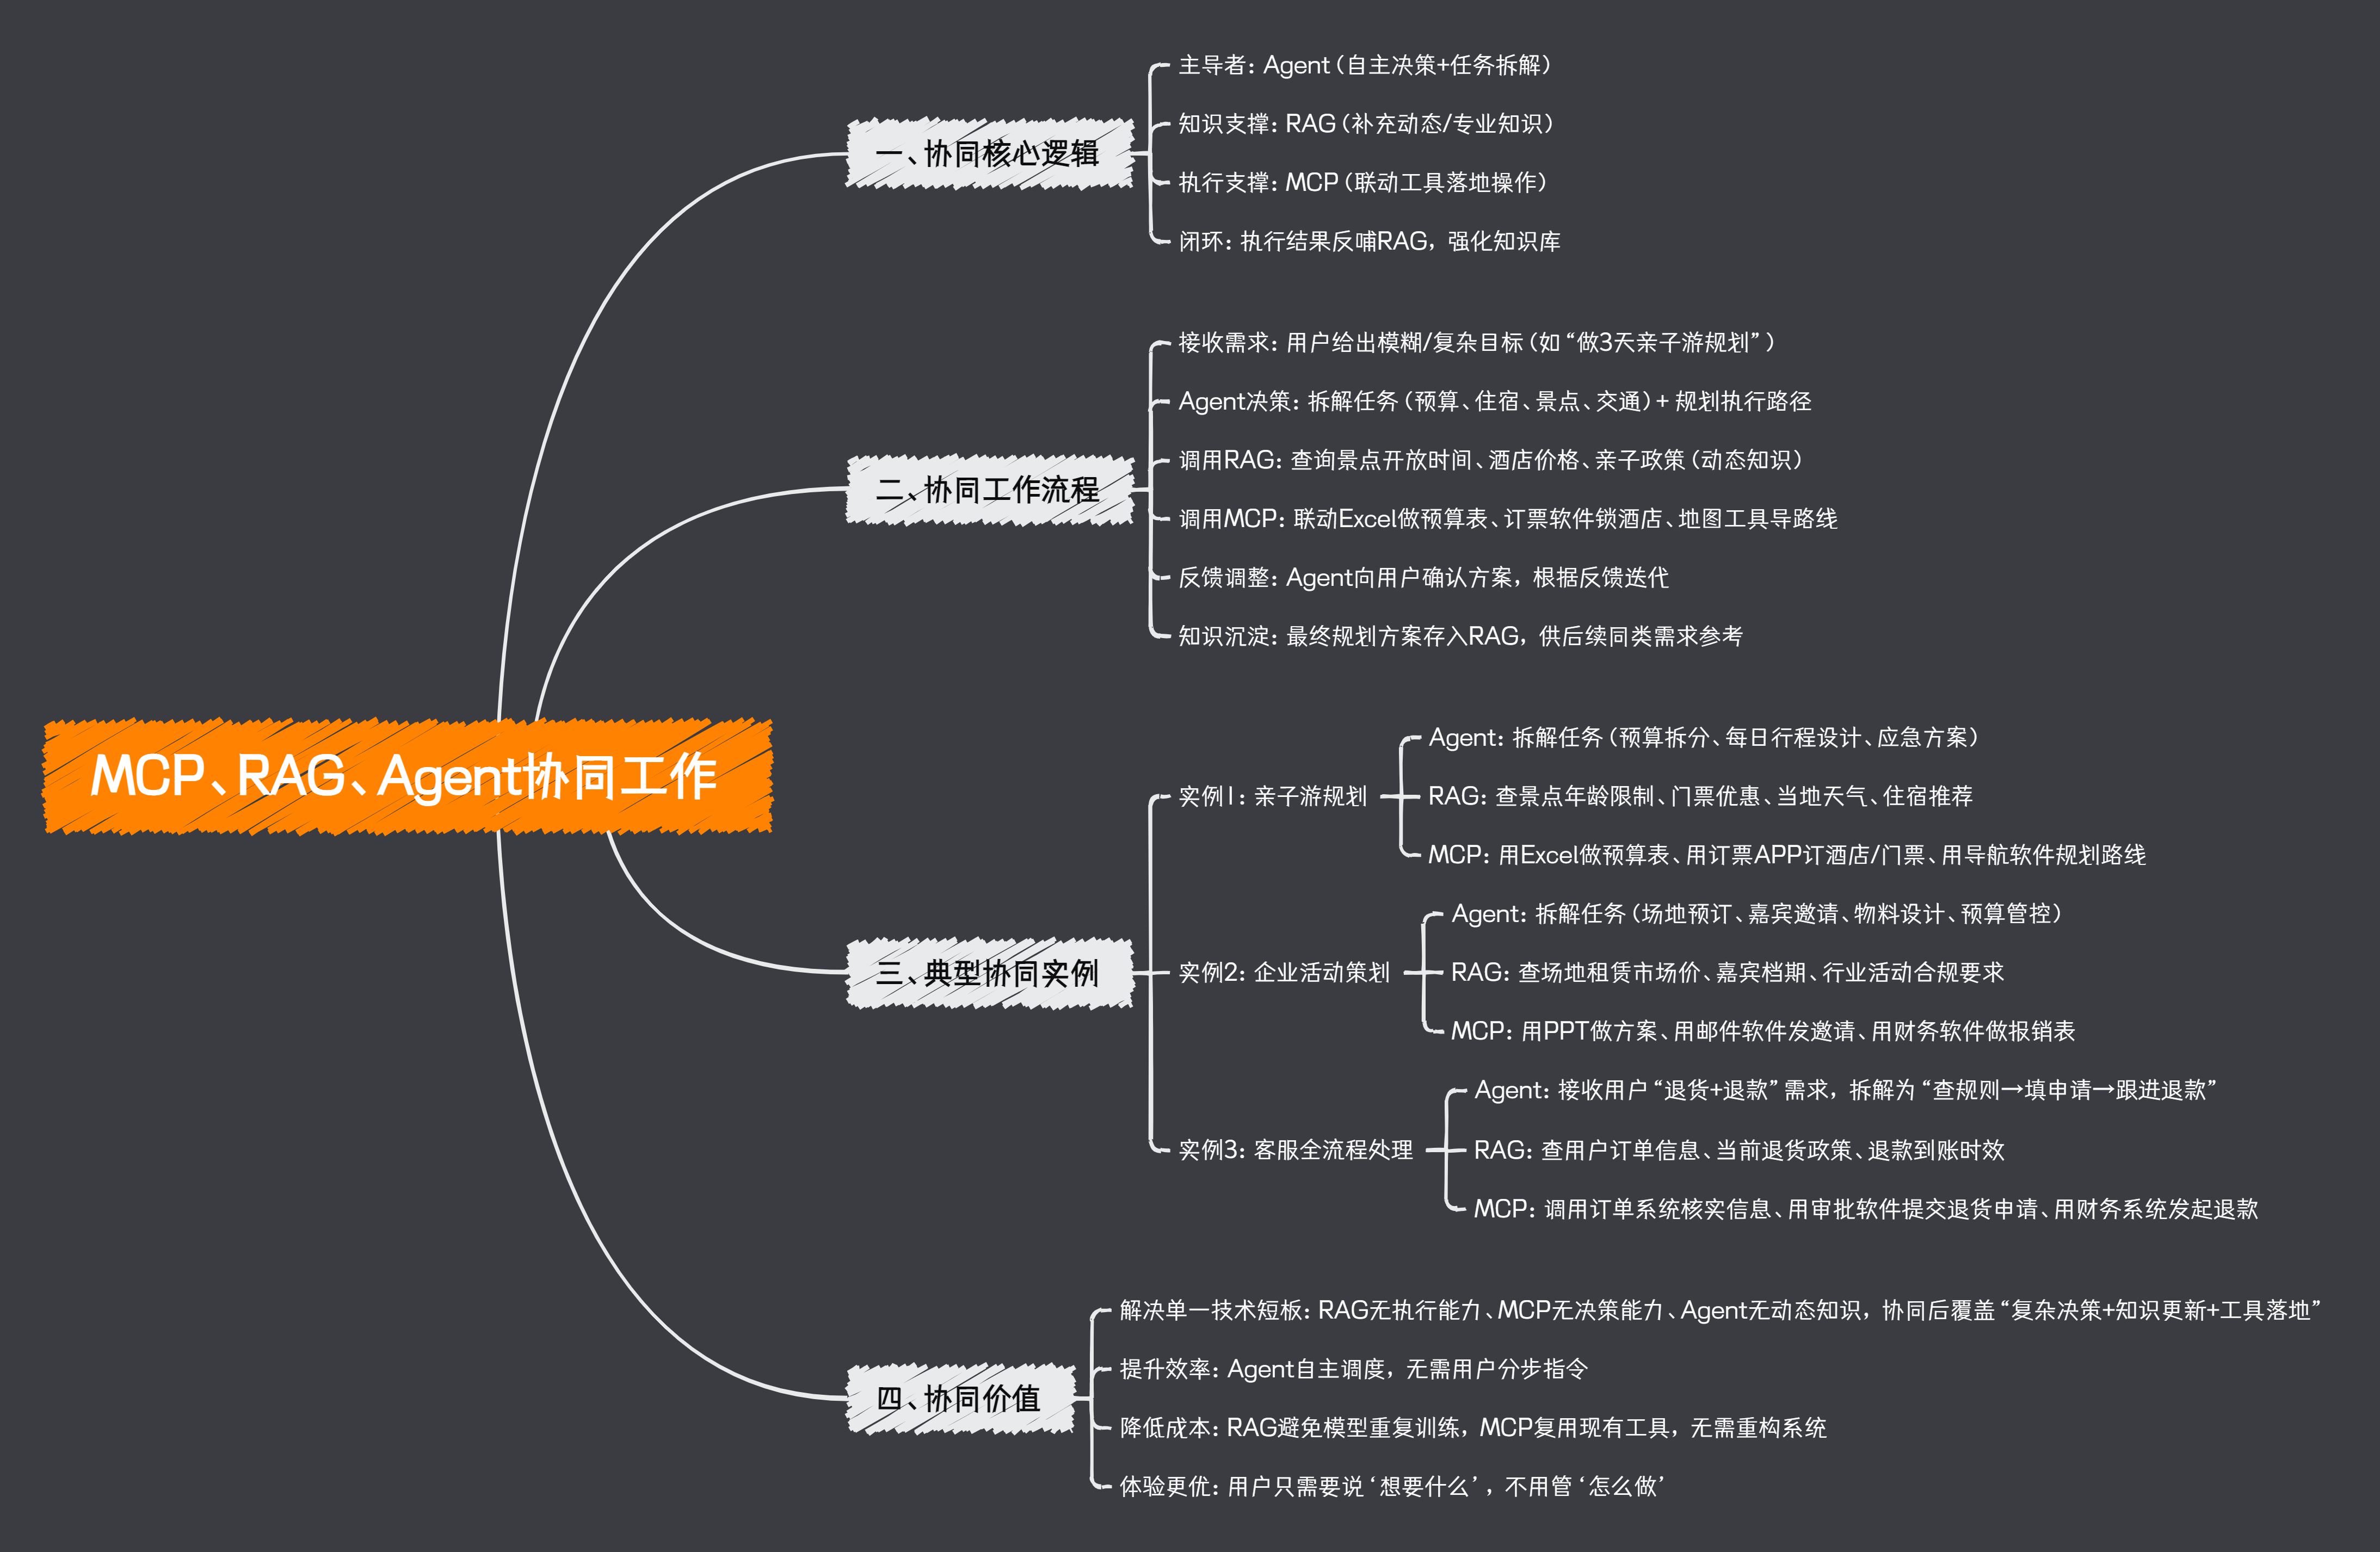 MCP、RAG、Agent协同工作
一、协同核心逻辑
主导者：Agent（自主决策+任务拆解）
知识支撑：RAG（补充动态/专业知识）
执行支撑：MCP（联动工具落地操作）
闭环：执行结果反哺RAG，强化知识库
二、协同工作流程
接收需求：用户给出模糊/复杂目标（如“做3天亲子游规划”）
Agent决策：拆解任务（预算、住宿、景点、交通）+ 规划执行路径
调用RAG：查询景点开放时间、酒店价格、亲子政策（动态知识）
调用MCP：联动Excel做预算表、订票软件锁酒店、地图工具导路线
反馈调整：Agent向用户确认方案，根据反馈迭代
知识沉淀：最终规划方案存入RAG，供后续同类需求参考
三、典型协同实例
实例1：亲子游规划
Agent：拆解任务（预算拆分、每日行程设计、应急方案）
RAG：查景点年龄限制、门票优惠、当地天气、住宿推荐
MCP：用Excel做预算表、用订票APP订酒店/门票、用导航软件规划路线
实例2：企业活动策划
Agent：拆解任务（场地预订、嘉宾邀请、物料设计、预算管控）
RAG：查场地租赁市场价、嘉宾档期、行业活动合规要求
MCP：用PPT做方案、用邮件软件发邀请、用财务软件做报销表
实例3：客服全流程处理
Agent：接收用户“退货+退款”需求，拆解为“查规则→填申请→跟进退款”
RAG：查用户订单信息、当前退货政策、退款到账时效
MCP：调用订单系统核实信息、用审批软件提交退货申请、用财务系统发起退款
四、协同价值
解决单一技术短板：RAG无执行能力、MCP无决策能力、Agent无动态知识，协同后覆盖“复杂决策+知识更新+工具落地”
提升效率：Agent自主调度，无需用户分步指令
降低成本：RAG避免模型重复训练，MCP复用现有工具，无需重构系统
体验更优：用户只需要说‘想要什么’，不用管‘怎么做’